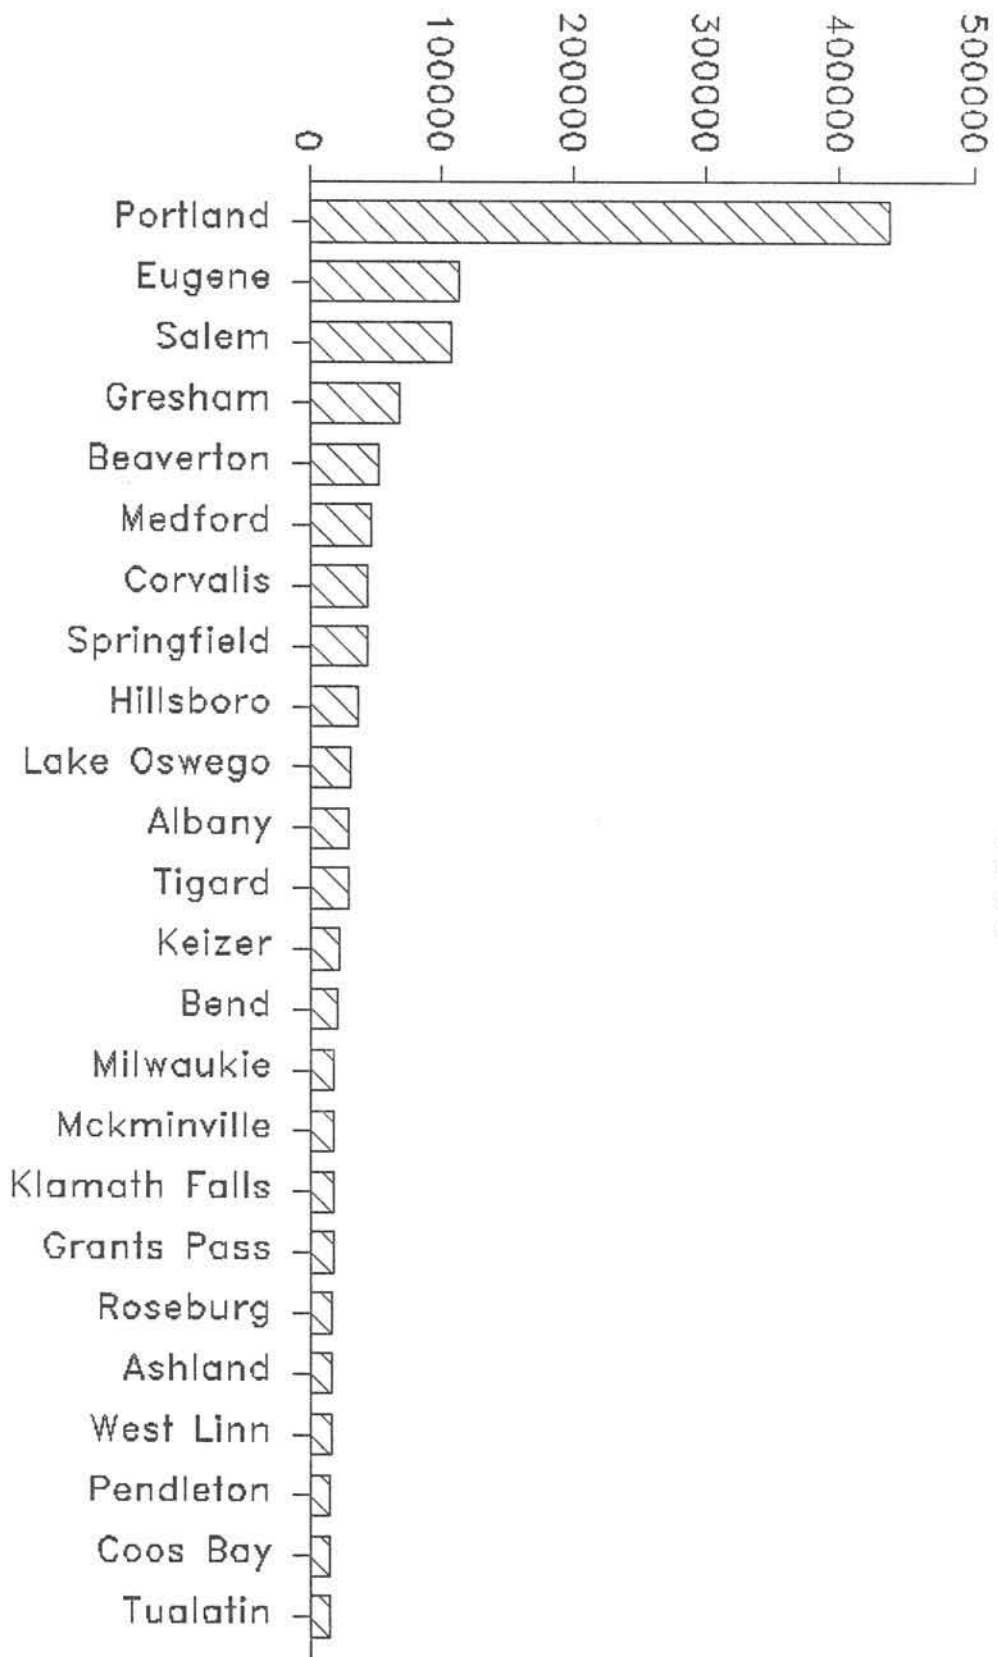 500000
400000
300000
200000
100000
0
Portland
Eugene
Salem
Gresham
Beaverton
Medford
Corvalis
Springfield
Hillsboro
Lake Oswego
Albany
Tigard
Keizer
Bend
Milwaukie
Mckminville
Klamath Falls
Grants Pass
Roseburg
Ashland
West Linn
Pendleton
Coos Bay
Tualatin